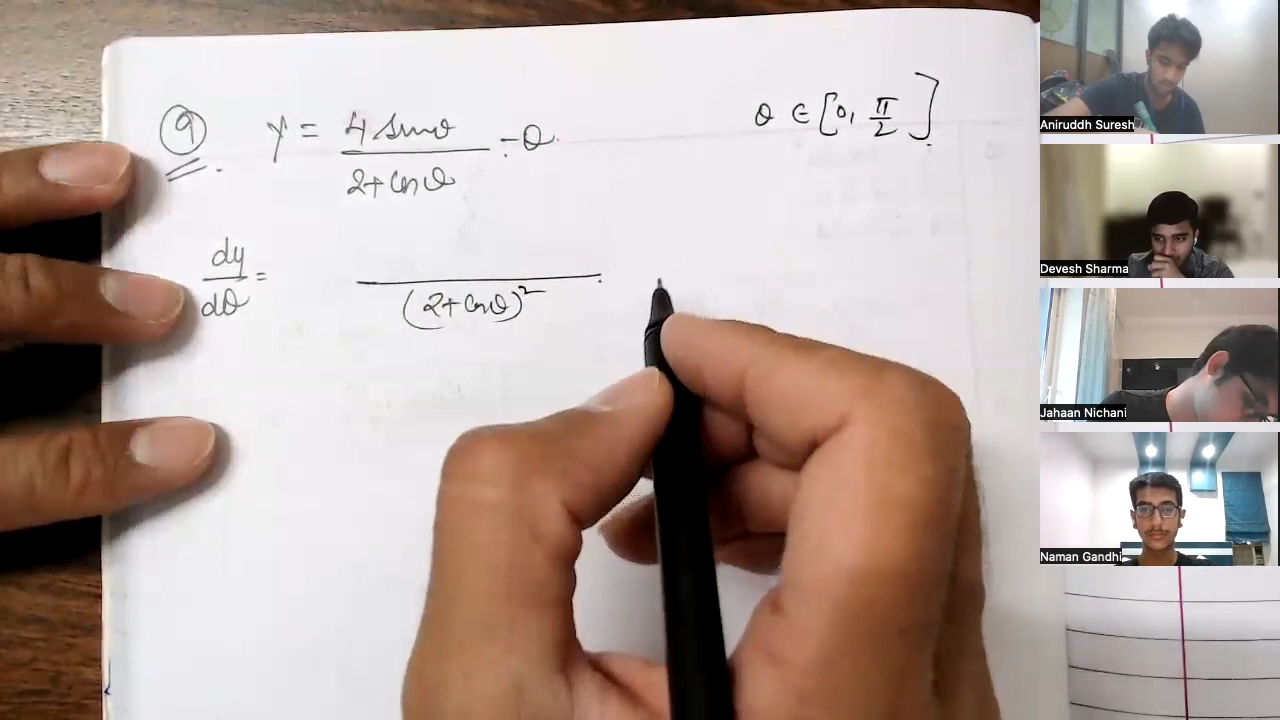 9 y = 4 sinθ / 2+cosθ - θ θ ∈ [0, π/2]
dy/dθ = / (2+cosθ)²
Aniruddh Suresh
Devesh Sharma
Jahaan Nichani
Naman Gandhi